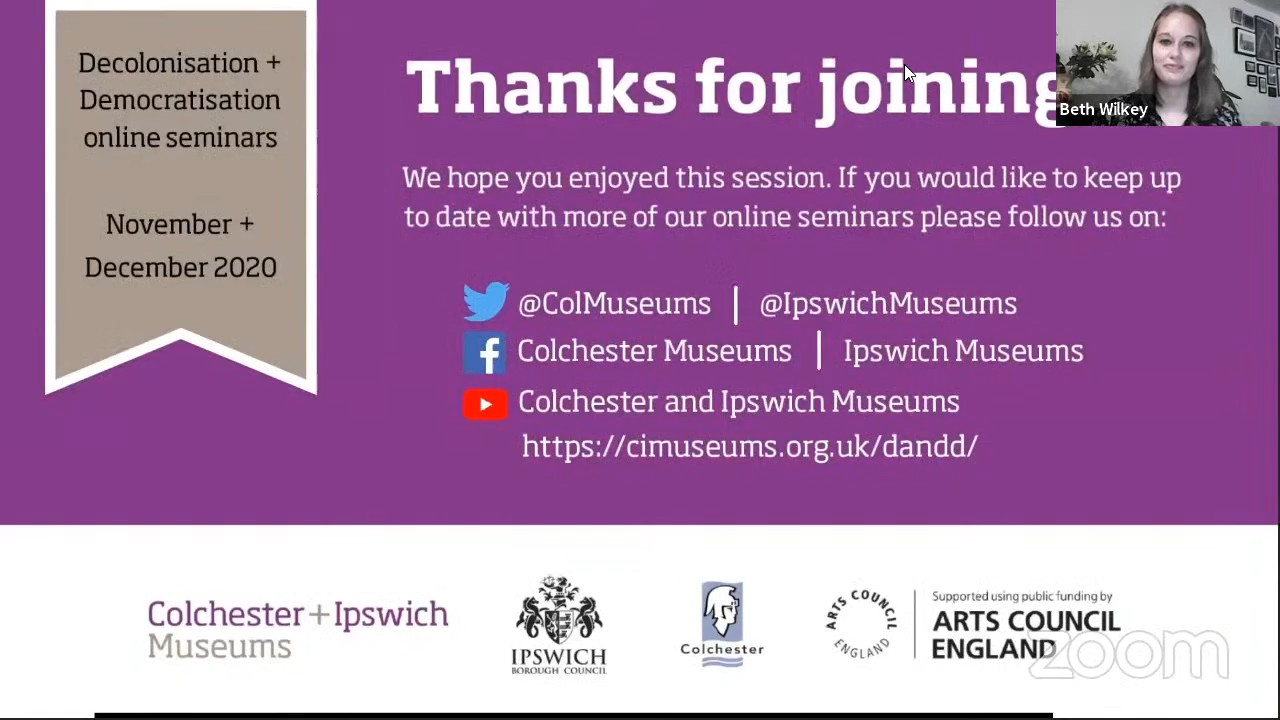 Decolonisation +
Democratisation
online seminars
November +
December 2020
Thanks for joining
Beth Wilkey
We hope you enjoyed this session. If you would like to keep up
to date with more of our online seminars please follow us on:
@ColMuseums | @IpswichMuseums
Colchester Museums | Ipswich Museums
Colchester and Ipswich Museums
https://cimuseums.org.uk/dandd/
Colchester+Ipswich
Museums
IPSWICH
BOROUGH COUNCIL
Colchester
ARTS COUNCIL
ENGLAND
Supported using public funding by
ARTS COUNCIL
ENGLAND
zoom